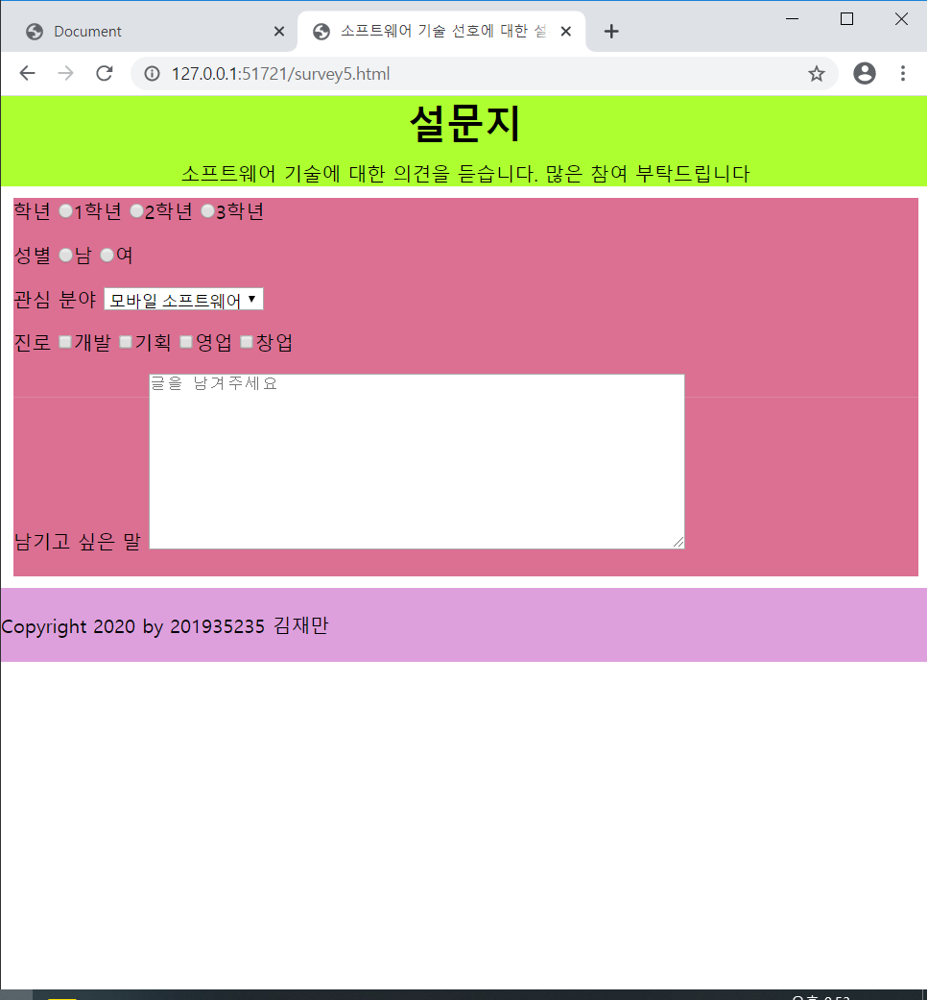 Document
소프트웨어 기술 선호에 대한 설
127.0.0.1:51721/survey5.html
설문지
소프트웨어 기술에 대한 의견을 듣습니다. 많은 참여 부탁드립니다
학년 1학년 2학년 3학년
성별 남 여
관심 분야 모바일 소프트웨어
진로 개발 기획 영업 창업
글을 남겨주세요
남기고 싶은 말
Copyright 2020 by 201935235 김재만